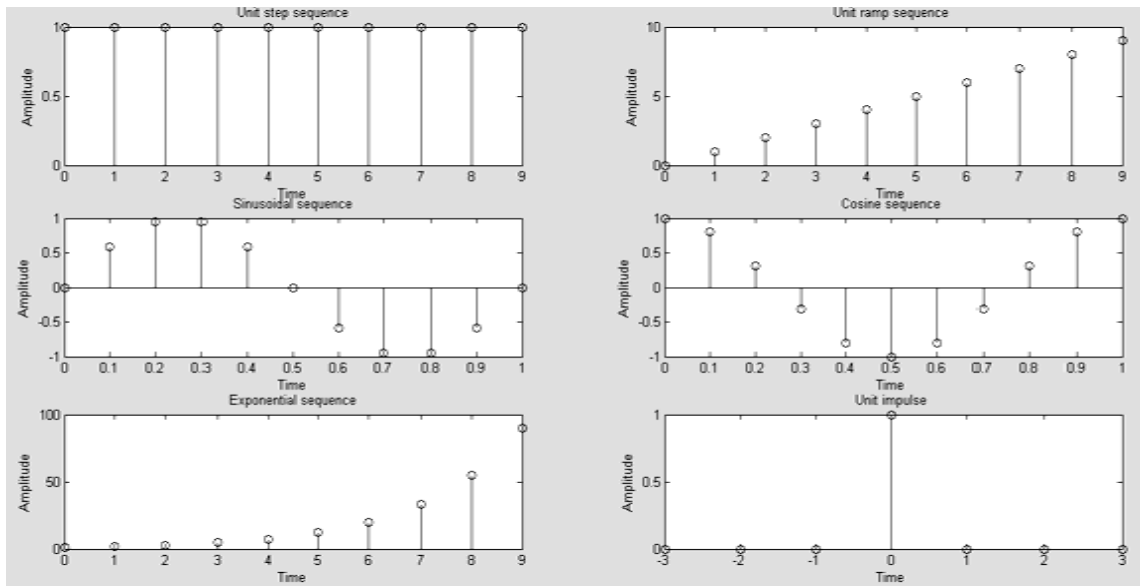 Unit step sequence
1
0.5
0
Amplitude
0 1 2 3 4 5 6 7 8 9
Time
Unit ramp sequence
10
5
0
Amplitude
0 1 2 3 4 5 6 7 8 9
Time
Sinusoidal sequence
1
0.5
0
-0.5
-1
Amplitude
0 0.1 0.2 0.3 0.4 0.5 0.6 0.7 0.8 0.9 1
Time
Cosine sequence
1
0.5
0
-0.5
-1
Amplitude
0 0.1 0.2 0.3 0.4 0.5 0.6 0.7 0.8 0.9 1
Time
Exponential sequence
100
50
0
Amplitude
0 1 2 3 4 5 6 7 8 9
Time
Unit impulse
1
0.5
0
Amplitude
-3 -2 -1 0 1 2 3
Time